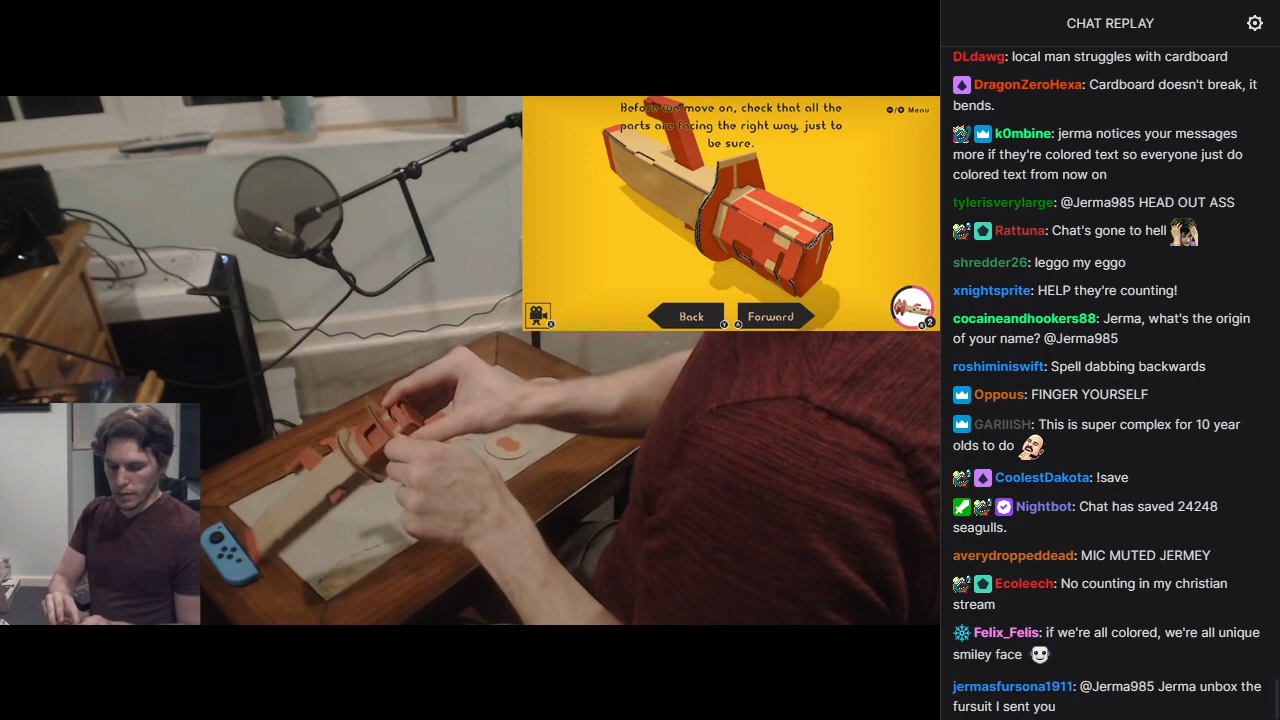 Before we move on, check that all the
parts are facing the right way, just to
be sure.
Menu
Back
Forward
X
Y
A
2
CHAT REPLAY
DLdawg: local man struggles with cardboard
DragonZeroHexa: Cardboard doesn't break, it
bends.
k0mbine: jerma notices your messages
more if they're colored text so everyone just do
colored text from now on
tylerisverylarge: @Jerma985 HEAD OUT ASS
Rattuna: Chat's gone to hell
shredder26: leggo my eggo
xnightsprite: HELP they're counting!
cocaineandhookers88: Jerma, what's the origin
of your name? @Jerma985
roshiminiswift: Spell dabbing backwards
Oppous: FINGER YOURSELF
GARIIISH: This is super complex for 10 year
olds to do
CoolestDakota: !save
Nightbot: Chat has saved 24248
seagulls.
averydroppeddead: MIC MUTED JERMEY
Ecoleech: No counting in my christian
stream
Felix_Felis: if we're all colored, we're all unique
smiley face
jermasfursona1911: @Jerma985 Jerma unbox the
fursuit I sent you